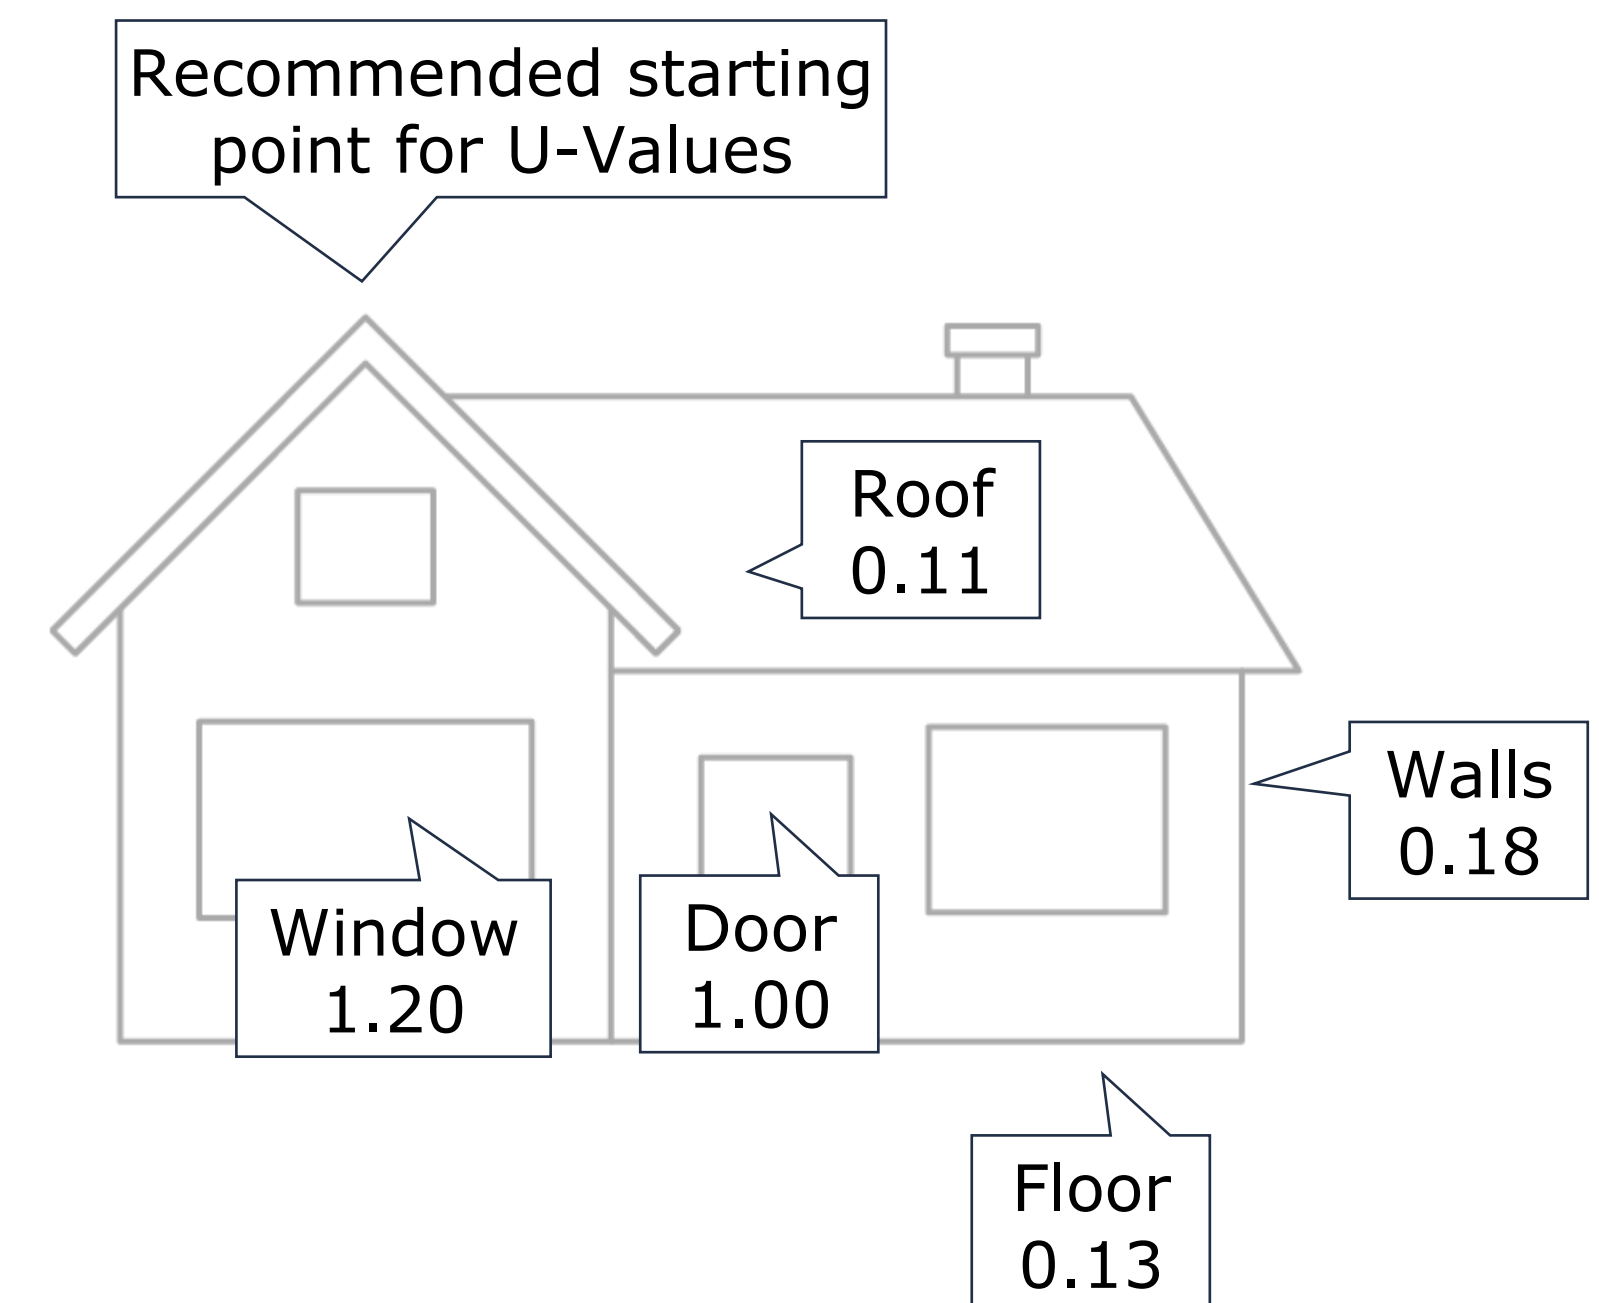 Recommended starting
point for U-Values
Roof
0.11
Walls
0.18
Window
1.20
Door
1.00
Floor
0.13